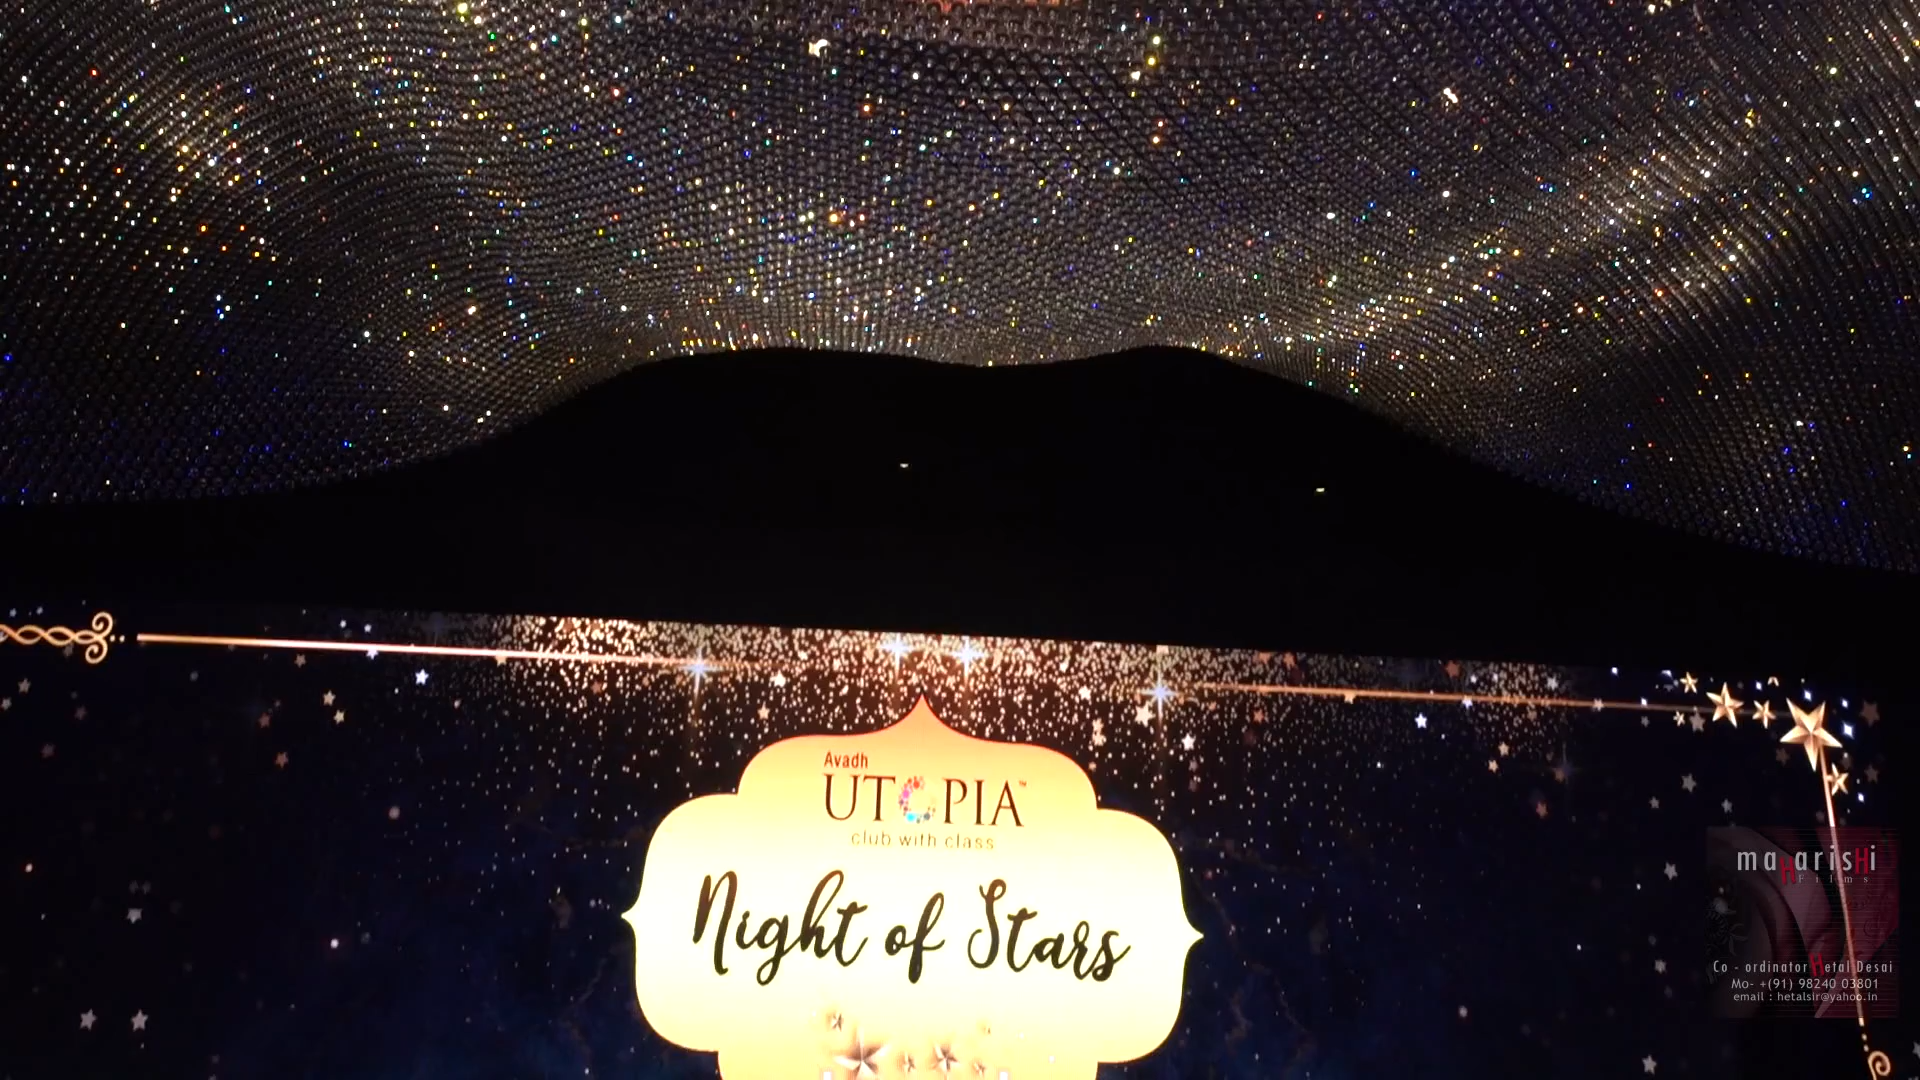 Avadh
UTOPIA™
club with class
Night of Stars
maHarisHi
Films
Co - ordinator Hetal Desai
Mo- +(91) 98240 03801
email : hetalsir@yahoo.in